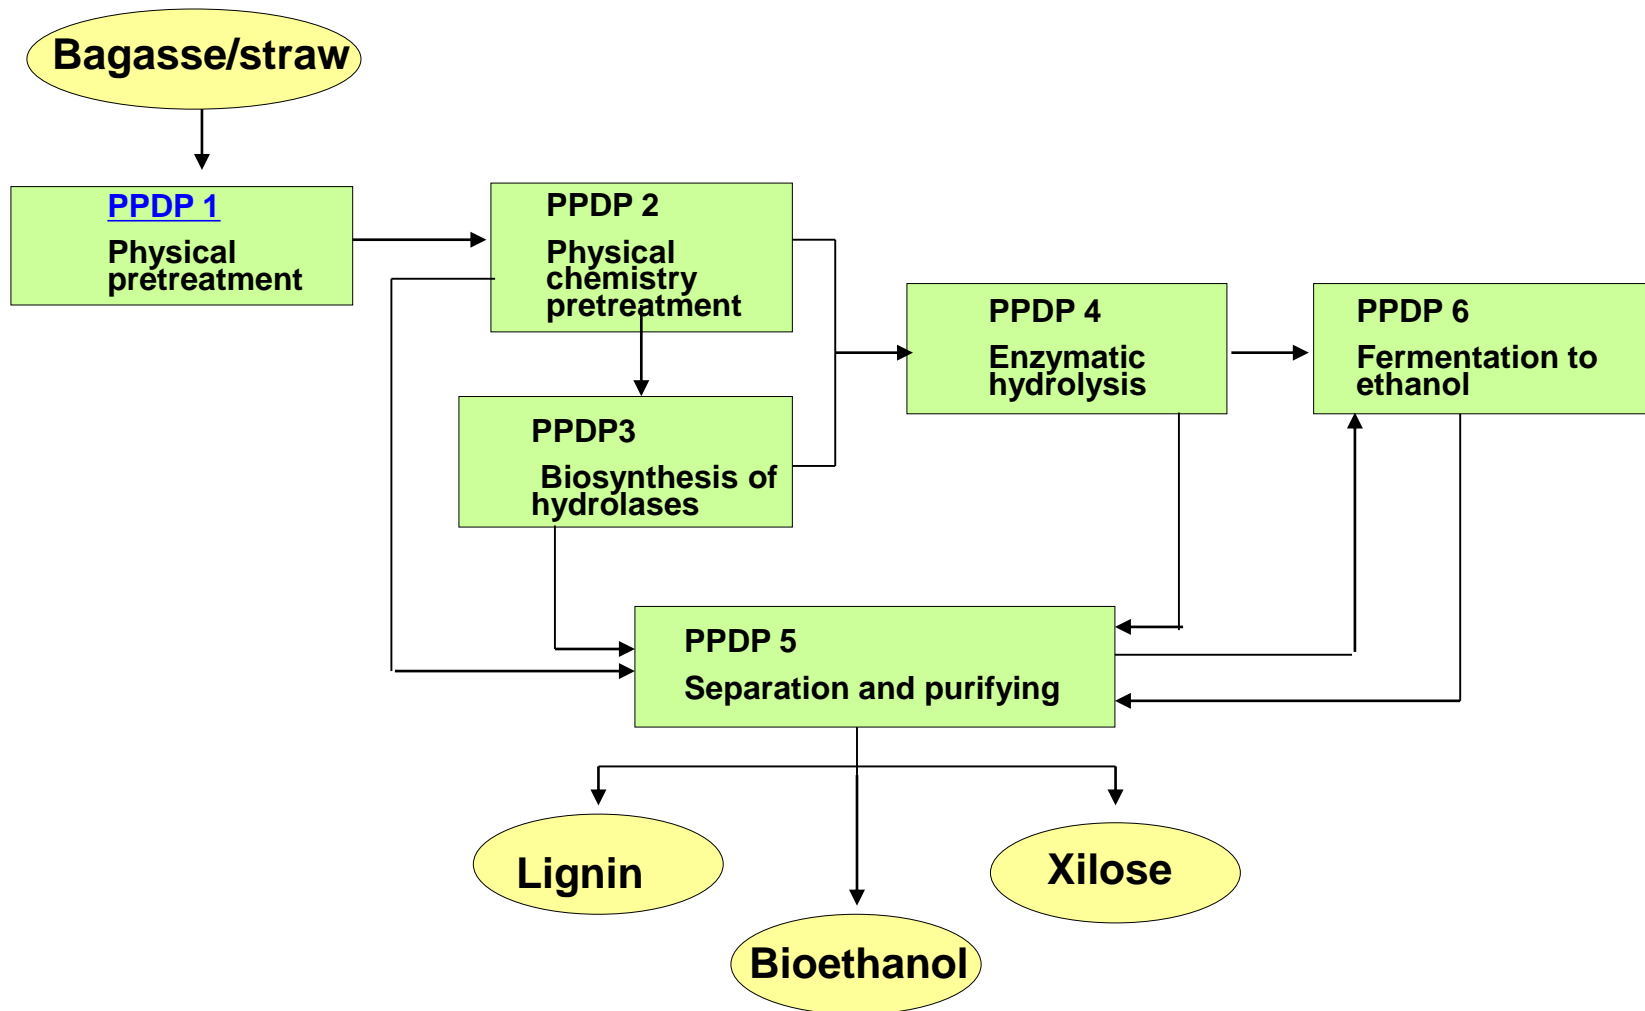 Bagasse/straw
PPDP 1
Physical
pretreatment
PPDP 2
Physical
chemistry
pretreatment
PPDP3
Biosynthesis of
hydrolases
PPDP 4
Enzymatic
hydrolysis
PPDP 6
Fermentation to
ethanol
PPDP 5
Separation and purifying
Lignin
Bioethanol
Xilose